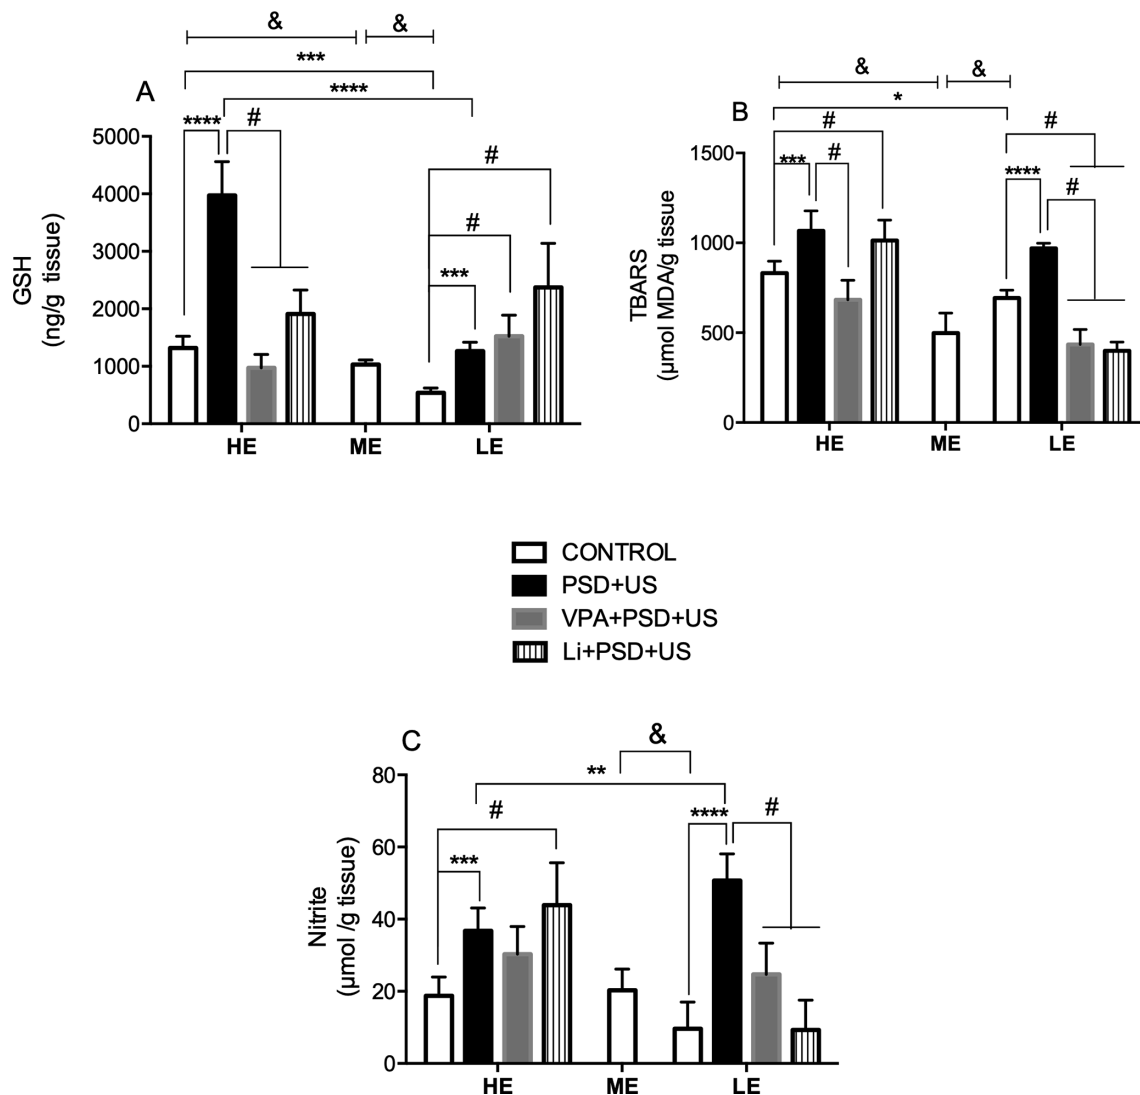 & &
***
****
A
**** #
GSH
(ng/g tissue)
5000
4000
3000
2000
1000
0
#
#
***
HE ME LE
& &
*
B
#
*** #
#
****
#
TBARS
(µmol MDA/g tissue)
1500
1000
500
0
HE ME LE
CONTROL
PSD+US
VPA+PSD+US
Li+PSD+US
C
&
**
#
***
****
#
Nitrite
(µmol /g tissue)
80
60
40
20
0
HE ME LE